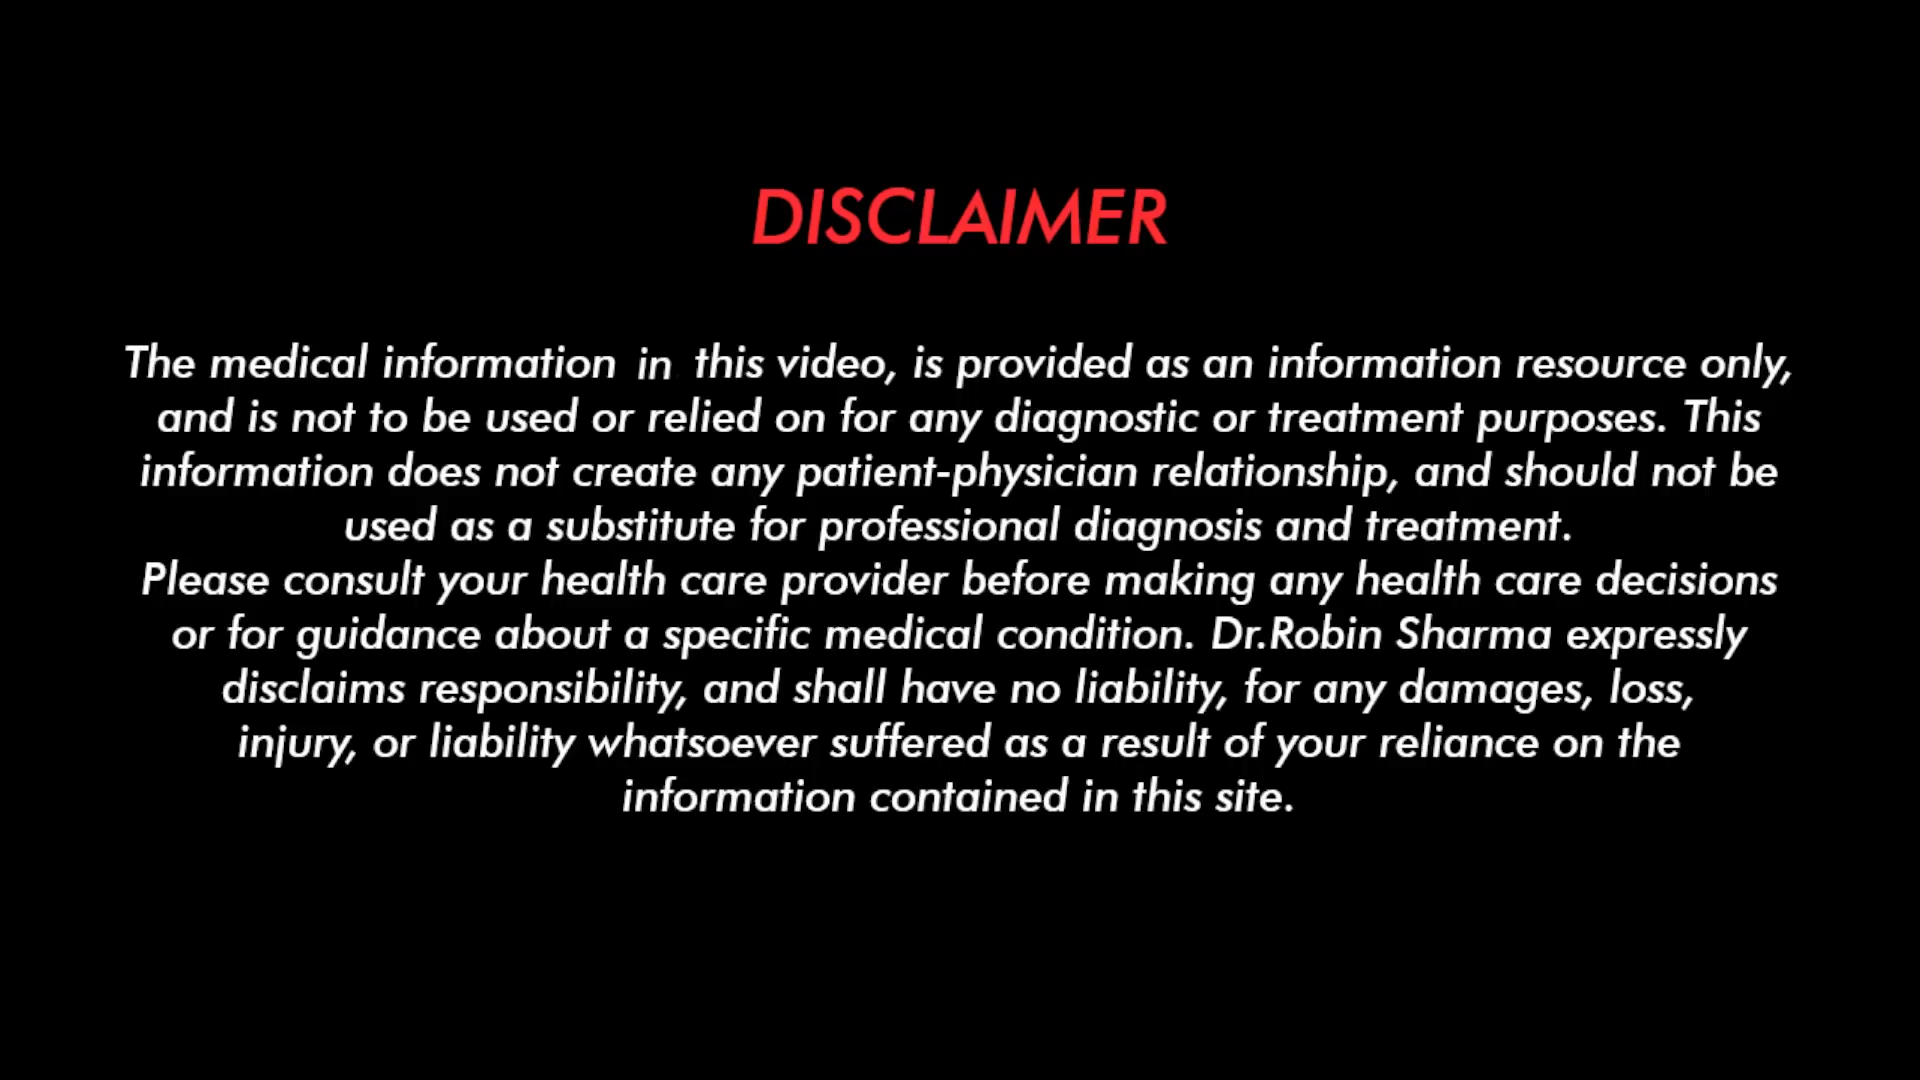 DISCLAIMER
The medical information in this video, is provided as an information resource only,
and is not to be used or relied on for any diagnostic or treatment purposes. This
information does not create any patient-physician relationship, and should not be
used as a substitute for professional diagnosis and treatment.
Please consult your health care provider before making any health care decisions
or for guidance about a specific medical condition. Dr.Robin Sharma expressly
disclaims responsibility, and shall have no liability, for any damages, loss,
injury, or liability whatsoever suffered as a result of your reliance on the
information contained in this site.